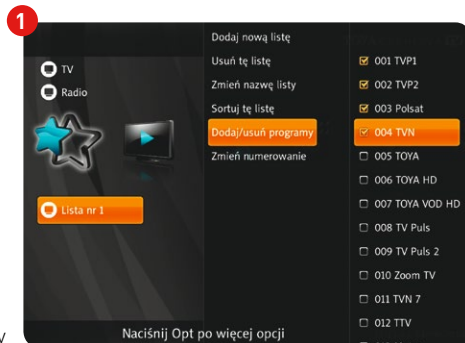 1
TV
Radio
Lista nr 1
Dodaj nową listę
Usuń tę listę
Zmień nazwę listy
Sortuj tę listę
Dodaj/usuń programy
Zmień numerowanie
001 TVP1
002 TVP2
003 Polsat
004 TVN
005 TOYA
006 TOYA HD
007 TOYA VOD HD
008 TV Puls
009 TV Puls 2
010 Zoom TV
011 TVN 7
012 TTV
Naciśnij Opt po więcej opcji